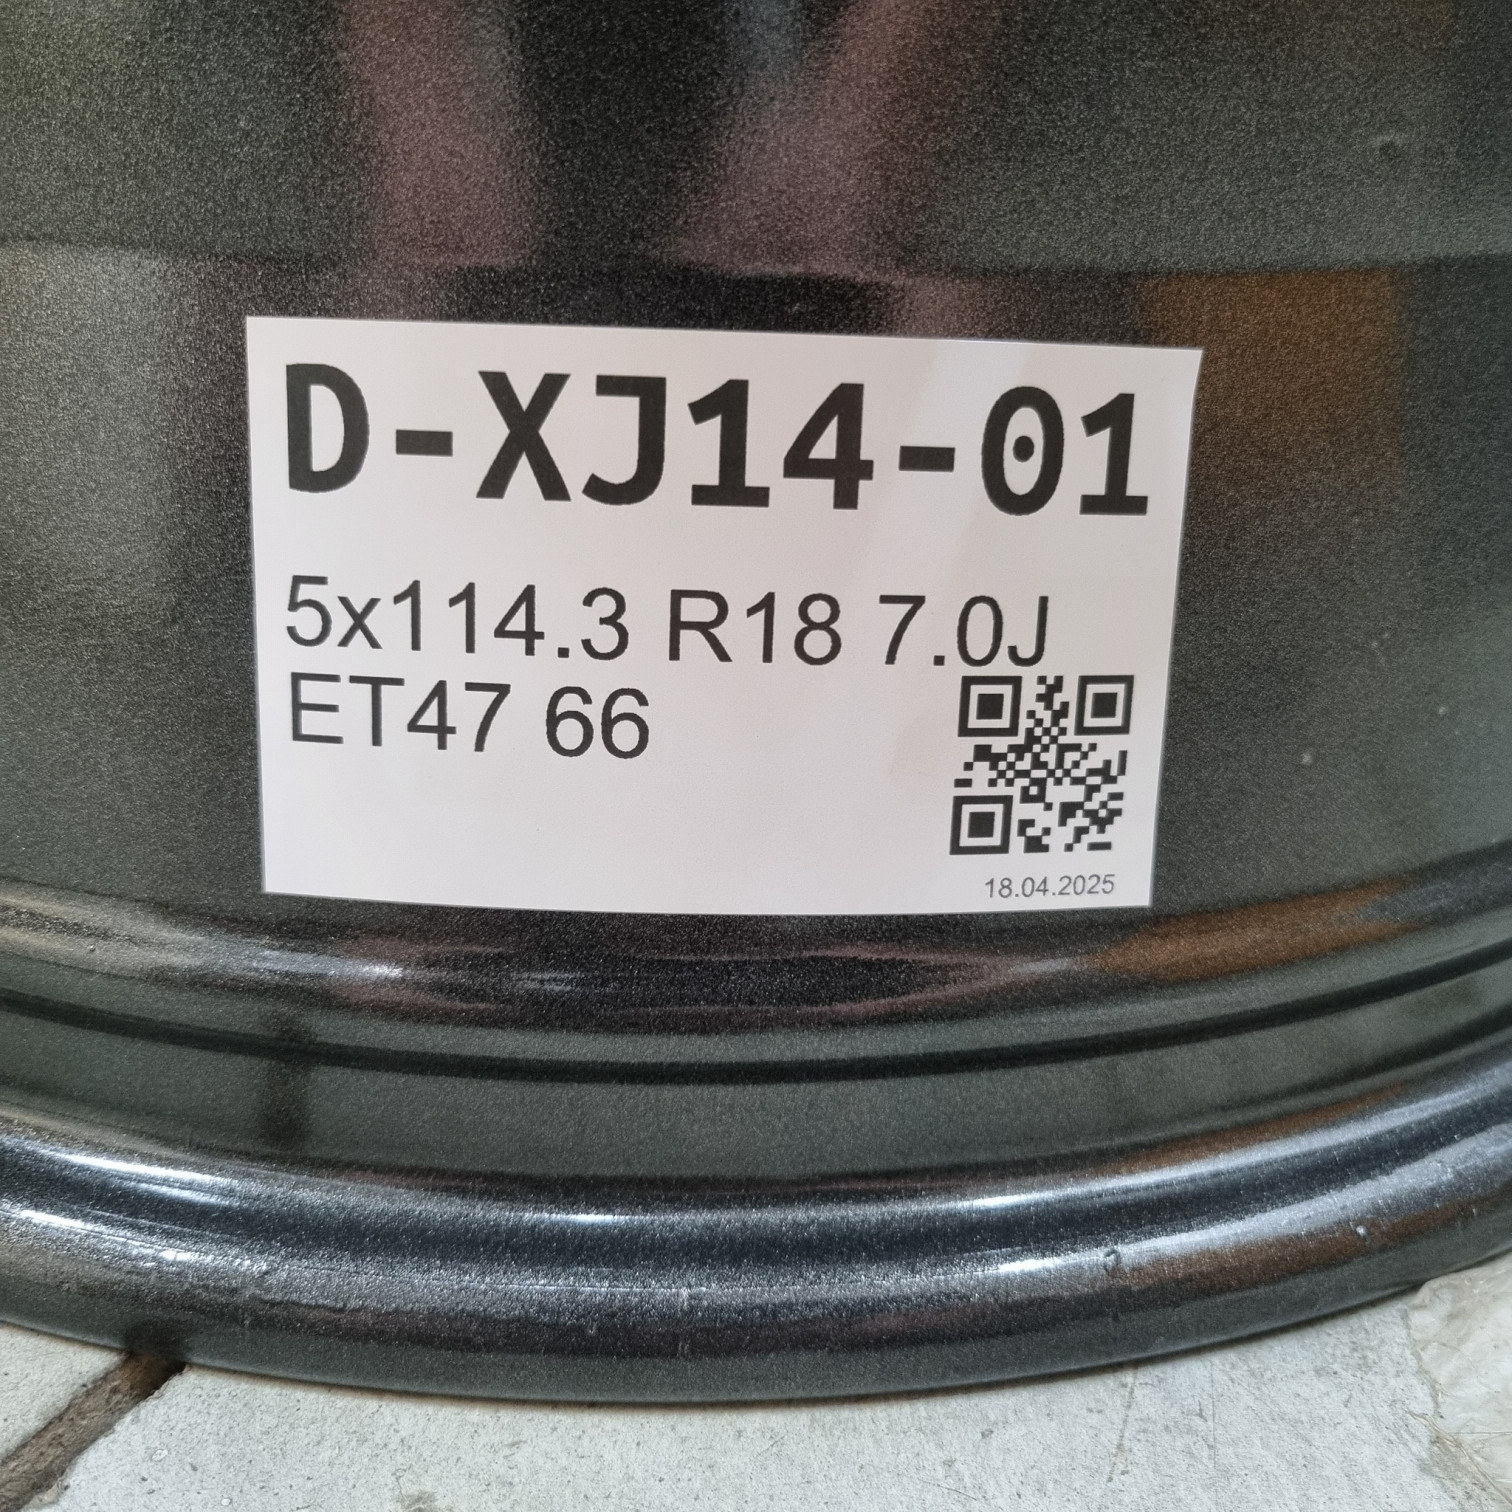 D-XJ14-01
5x114.3 R18 7.0J
ET47 66
18.04.2025